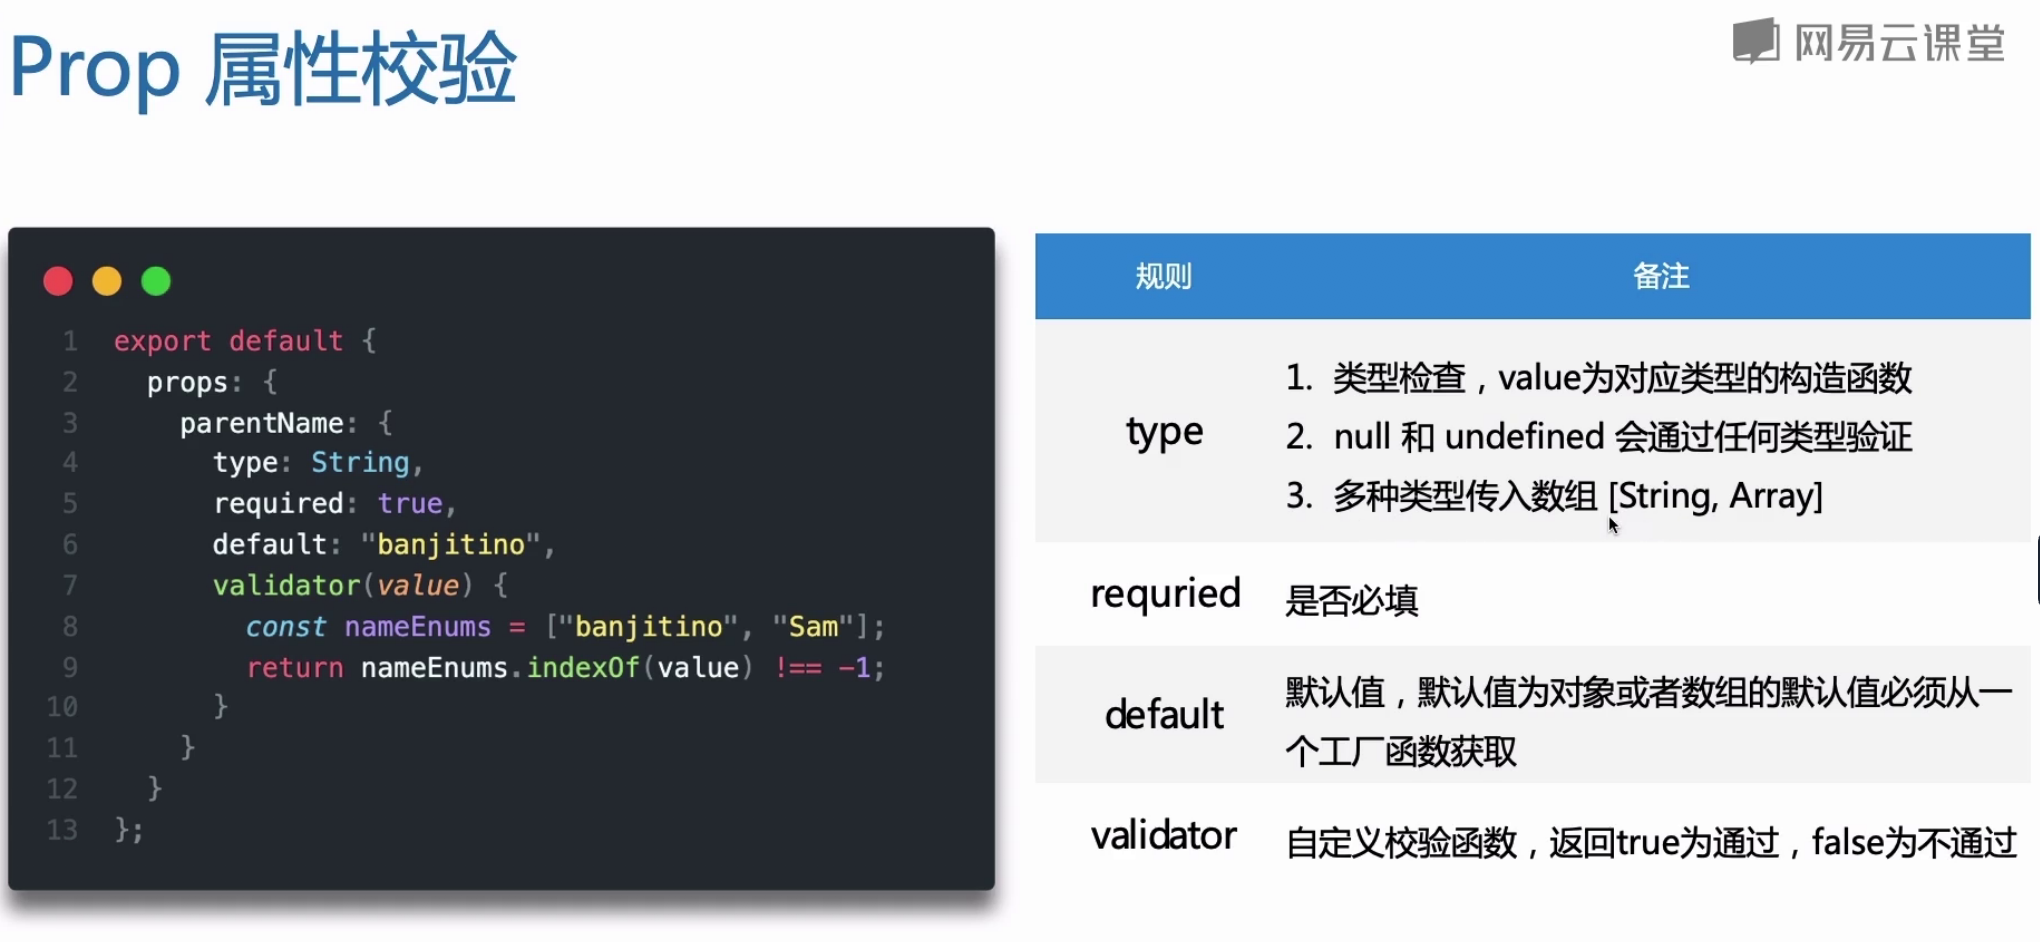 Prop 属性校验
网易云课堂
1 export default {
2 props: {
3 parentName: {
4 type: String,
5 required: true,
6 default: "banjitino",
7 validator(value) {
8 const nameEnums = ["banjitino", "Sam"];
9 return nameEnums.indexOf(value) !== -1;
10 }
11 }
12 }
13 };
规则 备注
type
1. 类型检查，value为对应类型的构造函数
2. null 和 undefined 会通过任何类型验证
3. 多种类型传入数组 [String, Array]
requried 是否必填
default
默认值，默认值为对象或者数组的默认值必须从一
个工厂函数获取
validator 自定义校验函数，返回true为通过，false为不通过